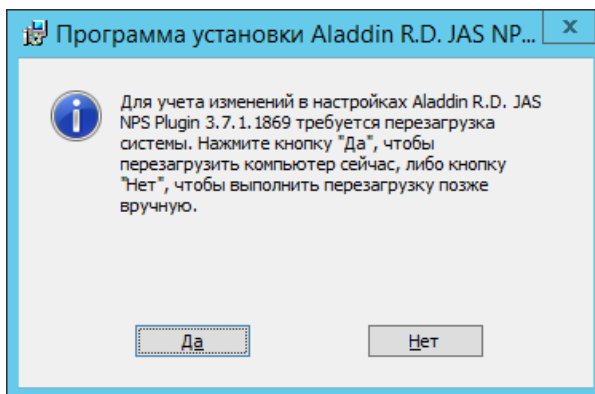 Программа установки Aladdin R.D. JAS NP...
x
Для учета изменений в настройках Aladdin R.D. JAS
NPS Plugin 3.7.1.1869 требуется перезагрузка
системы. Нажмите кнопку "Да", чтобы
перезагрузить компьютер сейчас, либо кнопку
"Нет", чтобы выполнить перезагрузку позже
вручную.
Да
Нет